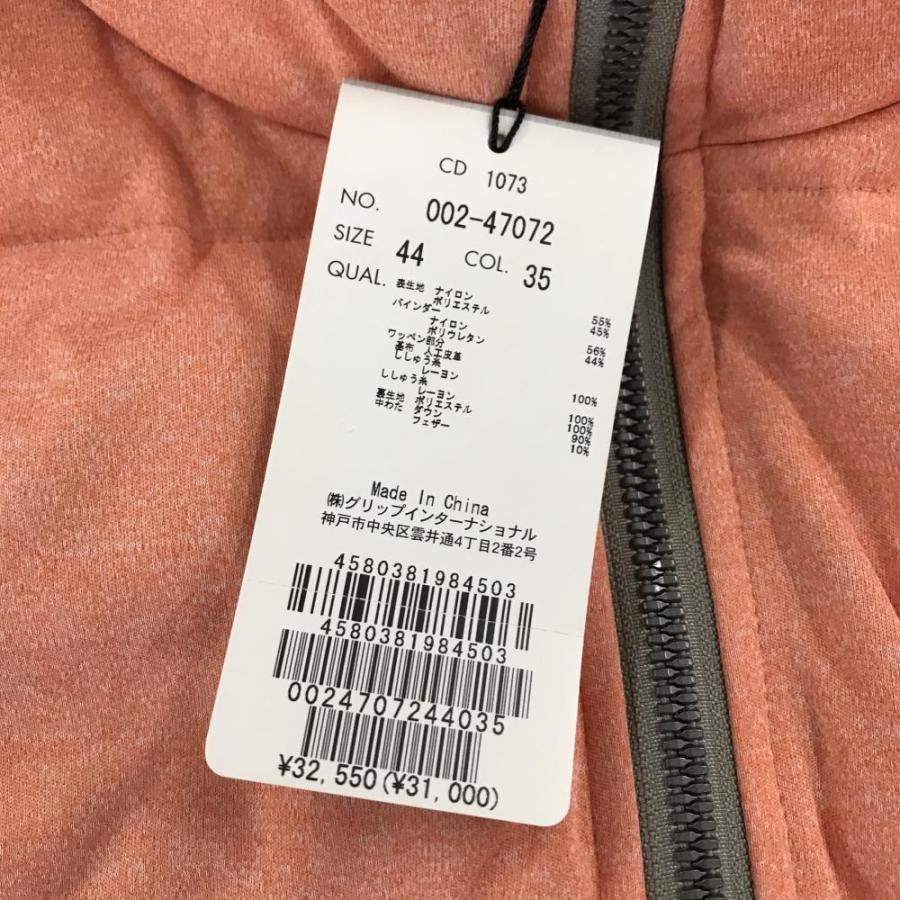 CD 1073
NO. 002-47072
SIZE 44 COL. 35
QUAL. 表生地 ナイロン 55%
ポリエステル 45%
バインダー
ナイロン 56%
ポリウレタン 44%
ワッペン部分
基布 人工皮革
ししゅう糸
レーヨン 100%
ししゅう糸
レーヨン 100%
裏生地 ポリエステル 100%
中わた ダウン 90%
フェザー 10%
Made In China
㈱グリップインターナショナル
神戸市中央区雲井通4丁目2番2号
4580381984503
4580381984503
0024707244035
¥32,550(¥31,000)